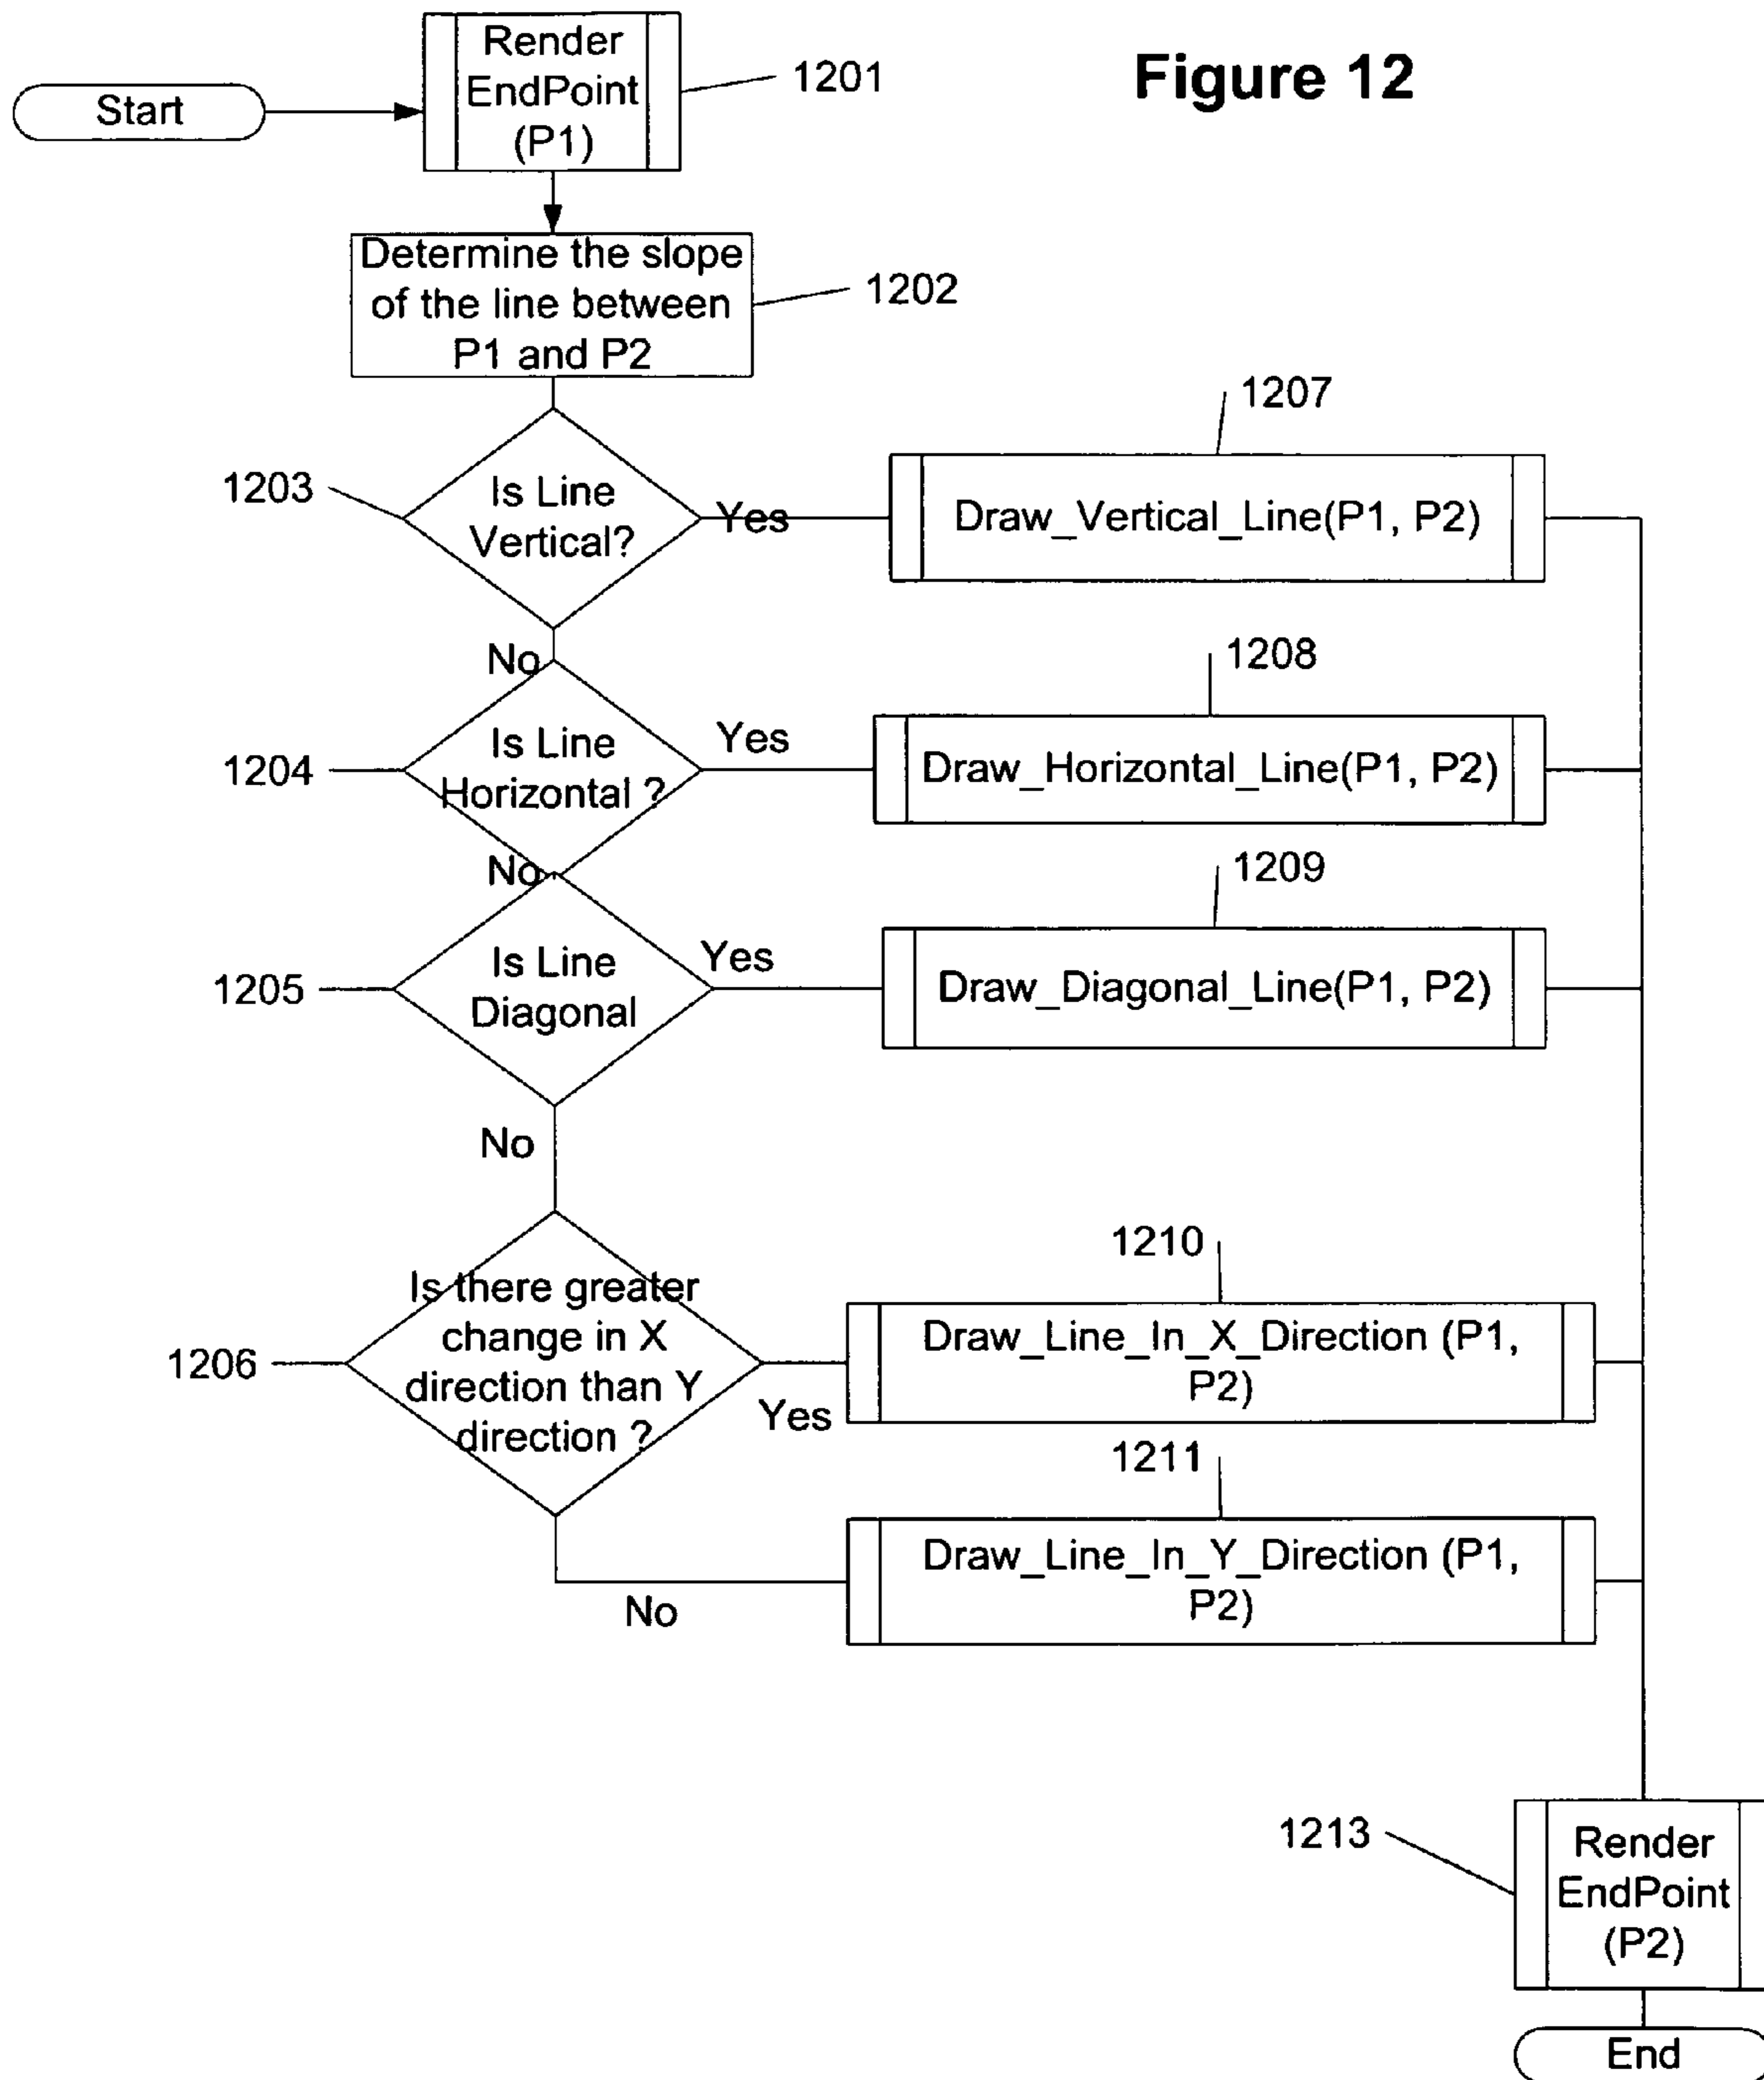 Figure 12
Start
Render
EndPoint
(P1)
1201
Determine the slope
of the line between
P1 and P2
1202
1203
Is Line
Vertical?
Yes
1207
Draw_Vertical_Line(P1, P2)
No
1204
Is Line
Horizontal ?
Yes
1208
Draw_Horizontal_Line(P1, P2)
No
1205
Is Line
Diagonal
Yes
1209
Draw_Diagonal_Line(P1, P2)
No
1206
Is there greater
change in X
direction than Y
direction ?
Yes
1210
Draw_Line_In_X_Direction (P1,
P2)
No
1211
Draw_Line_In_Y_Direction (P1,
P2)
1213
Render
EndPoint
(P2)
End